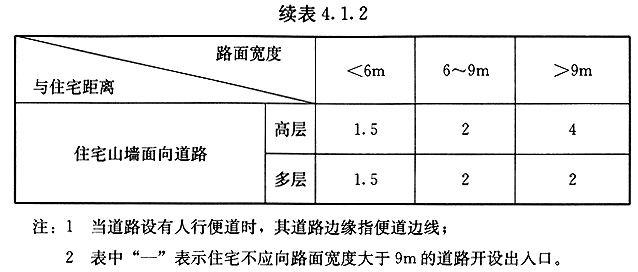 续表4.1.2
路面宽度
与住宅距离
<6m
6～9m
>9m
住宅山墙面向道路
高层
1.5
2
4
多层
1.5
2
2
注：1 当道路设有人行便道时，其道路边缘指便道边线；
2 表中“—”表示住宅不应向路面宽度大于9m的道路开设出入口。